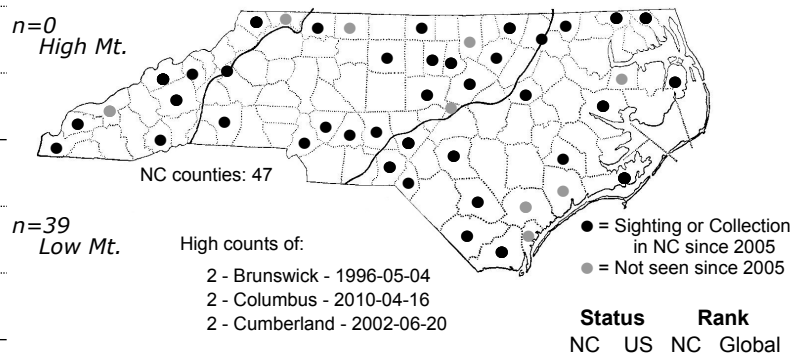 n=0
High Mt.
NC counties: 47
n=39
Low Mt.
High counts of:
2 - Brunswick - 1996-05-04
2 - Columbus - 2010-04-16
2 - Cumberland - 2002-06-20
= Sighting or Collection
in NC since 2005
= Not seen since 2005
Status Rank
NC US NC Global